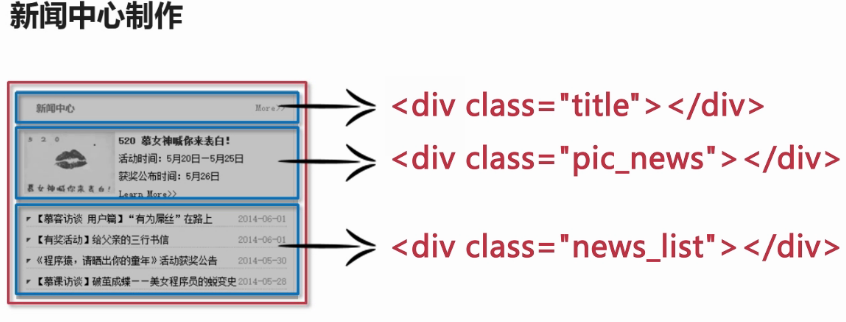 新闻中心制作
新闻中心
More>>
<div class="title"></div>
5 2 0
慕女神喊你来表白!
520 慕女神喊你来表白!
活动时间:5月20日—5月25日
获奖公布时间:5月26日
Learn More>>
<div class="pic_news"></div>
【慕客访谈 用户篇】“有为屌丝”在路上 2014-06-01
【有奖活动】给父亲的三行书信 2014-06-01
《程序猿,请晒出你的童年》活动获奖公告 2014-05-30
【慕课访谈】破茧成蝶——美女程序员的蜕变史 2014-05-28
<div class="news_list"></div>